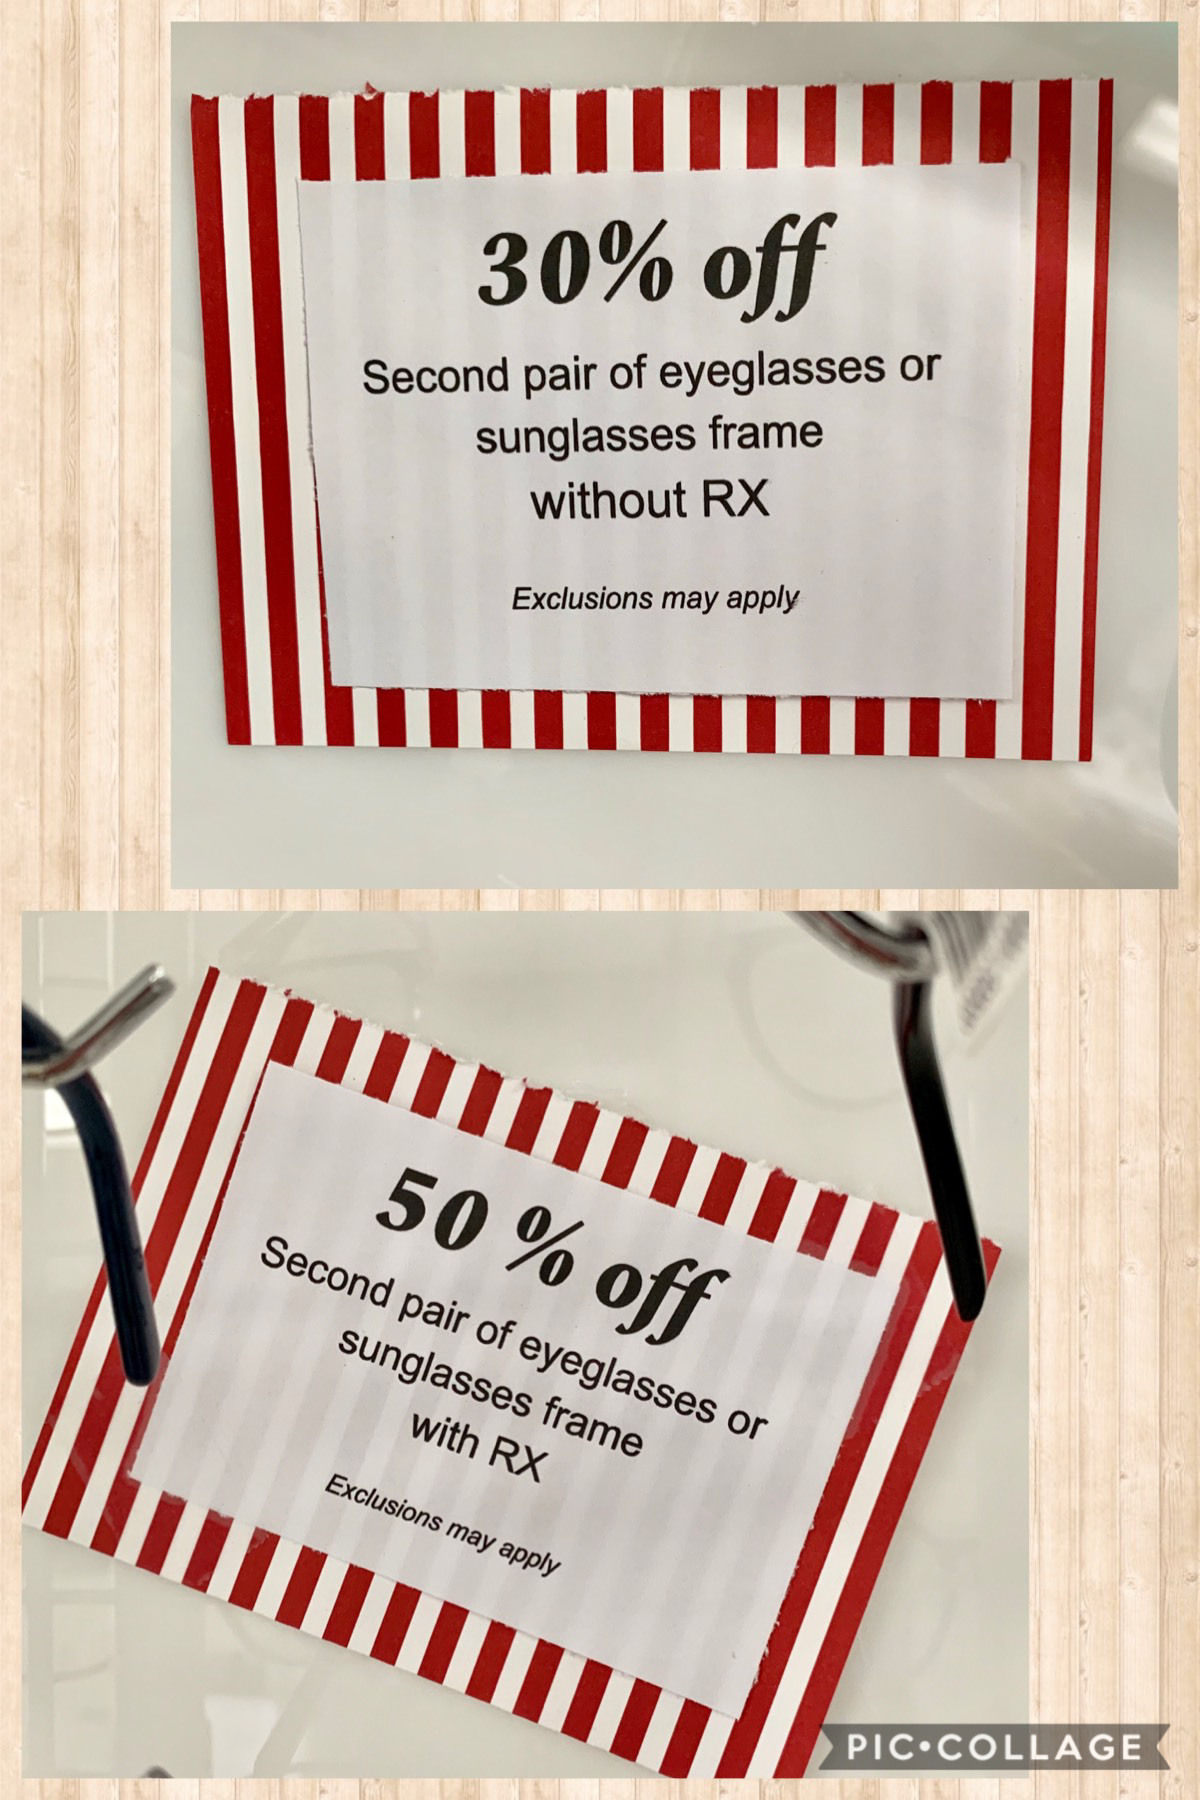 30% off
Second pair of eyeglasses or
sunglasses frame
without RX
Exclusions may apply
50 % off
Second pair of eyeglasses or
sunglasses frame
with RX
Exclusions may apply
PIC•COLLAGE